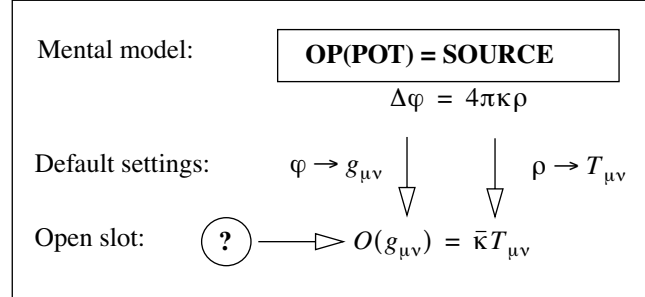 Mental model: OP(POT) = SOURCE
Δφ = 4πκρ
Default settings: φ → g_μν ρ → T_μν
Open slot: ? O(g_μν) = κ̄T_μν